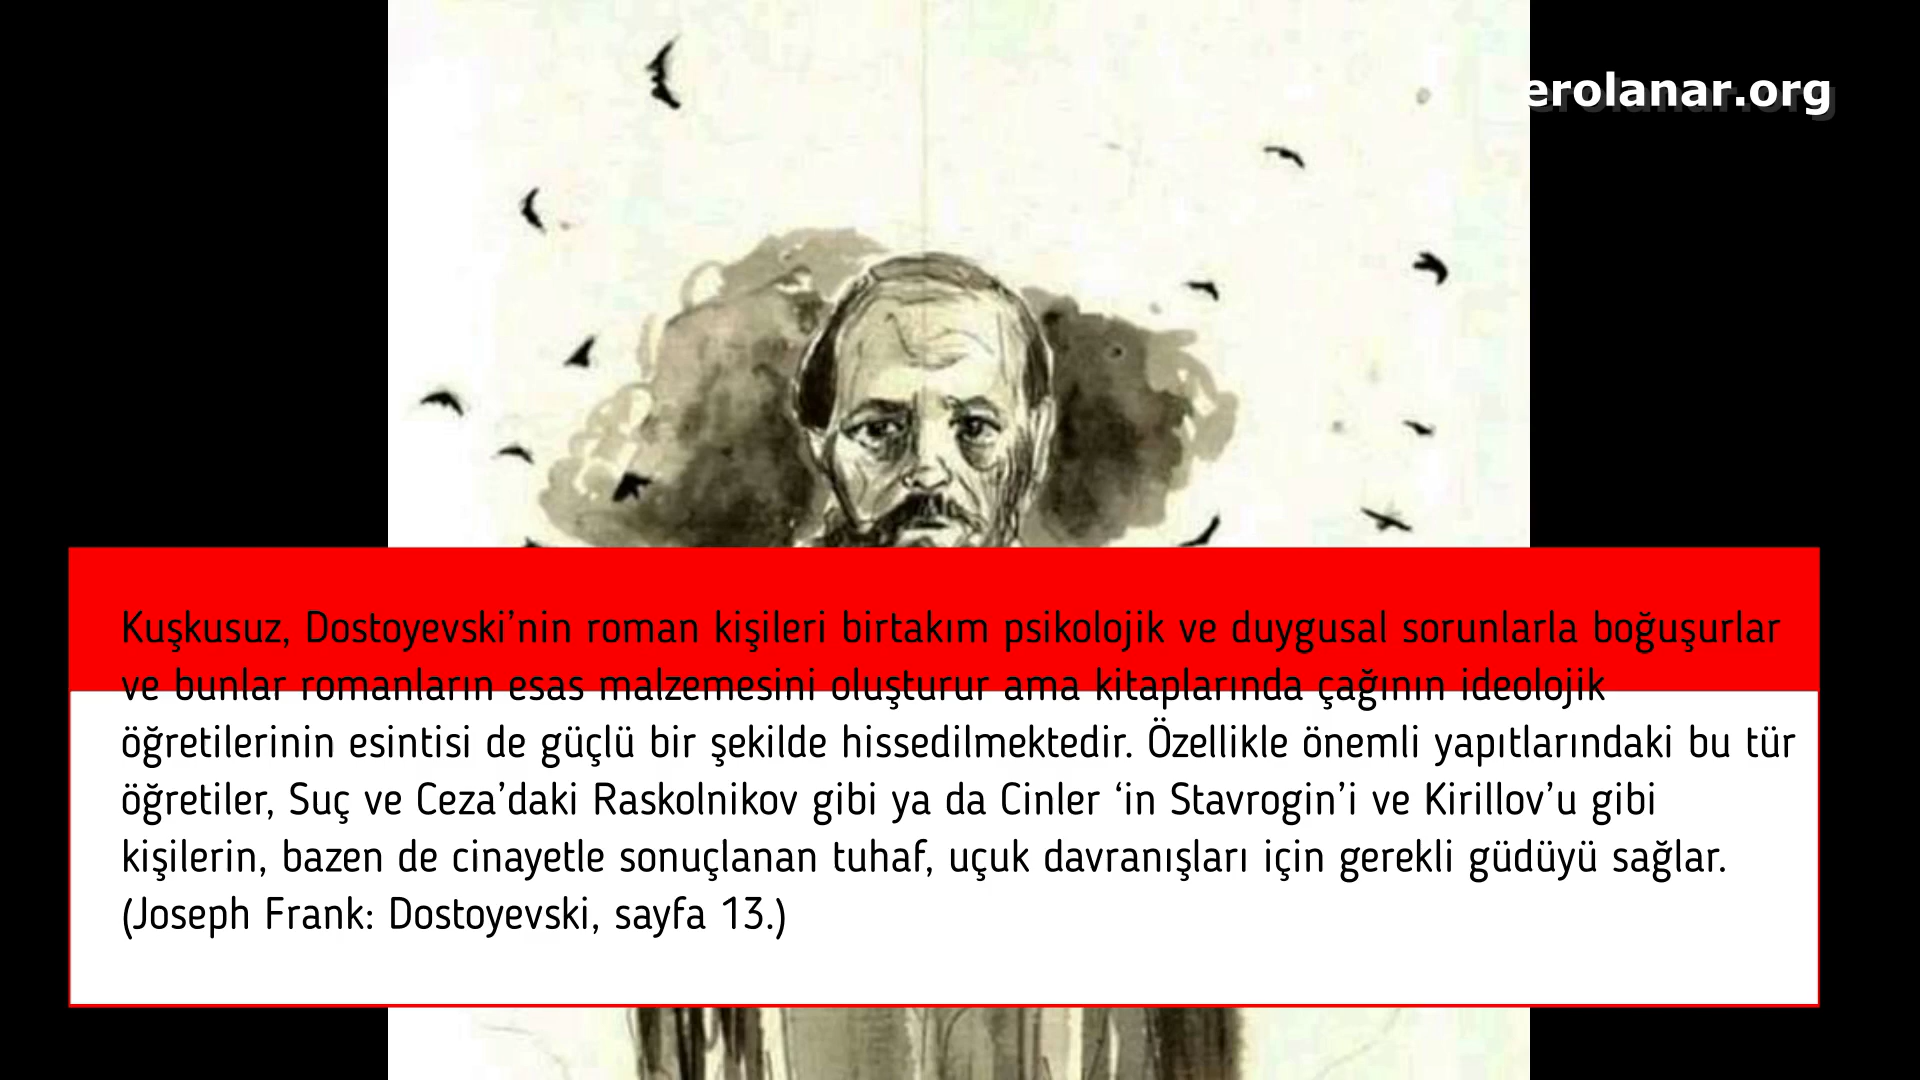 erolanar.org
Kuşkusuz, Dostoyevski’nin roman kişileri birtakım psikolojik ve duygusal sorunlarla boğuşurlar
ve bunlar romanların esas malzemesini oluşturur ama kitaplarında çağının ideolojik
öğretilerinin esintisi de güçlü bir şekilde hissedilmektedir. Özellikle önemli yapıtlarındaki bu tür
öğretiler, Suç ve Ceza’daki Raskolnikov gibi ya da Cinler ‘in Stavrogin’i ve Kirillov’u gibi
kişilerin, bazen de cinayetle sonuçlanan tuhaf, uçuk davranışları için gerekli güdüyü sağlar.
(Joseph Frank: Dostoyevski, sayfa 13.)